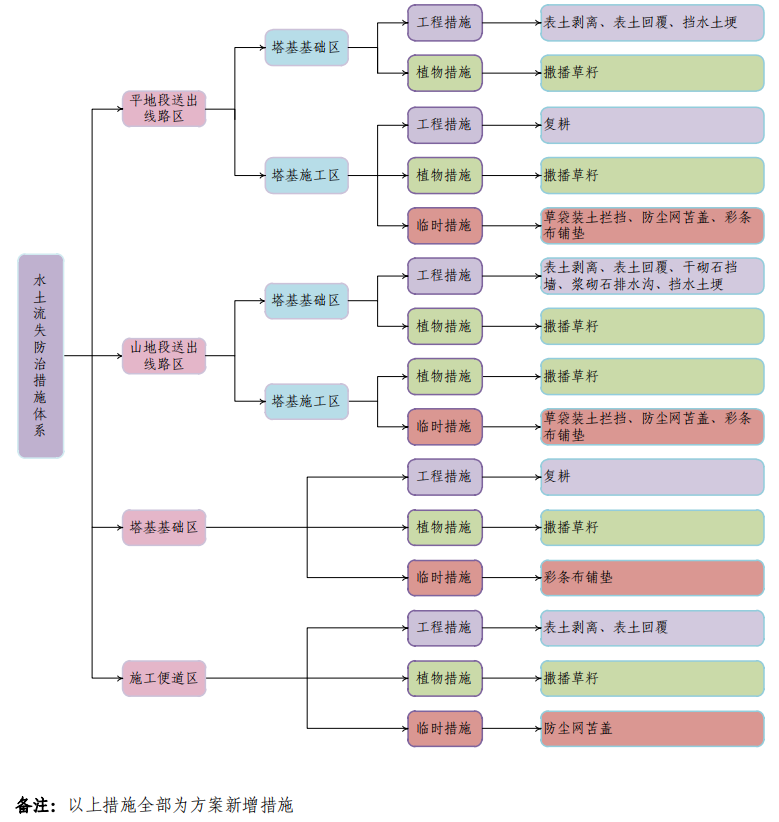 水土流失防治措施体系
平地段送出
线路区
塔基基础区
工程措施
表土剥离、表土回覆、挡水土埂
植物措施
撒播草籽
塔基施工区
工程措施
复耕
植物措施
撒播草籽
临时措施
草袋装土拦挡、防尘网苫盖、彩条
布铺垫
山地段送出
线路区
塔基基础区
工程措施
表土剥离、表土回覆、干砌石挡
墙、浆砌石排水沟、挡水土埂
植物措施
撒播草籽
塔基施工区
植物措施
撒播草籽
临时措施
草袋装土拦挡、防尘网苫盖、彩条
布铺垫
塔基基础区
工程措施
复耕
植物措施
撒播草籽
临时措施
彩条布铺垫
施工便道区
工程措施
表土剥离、表土回覆
植物措施
撒播草籽
临时措施
防尘网苫盖
备注：以上措施全部为方案新增措施